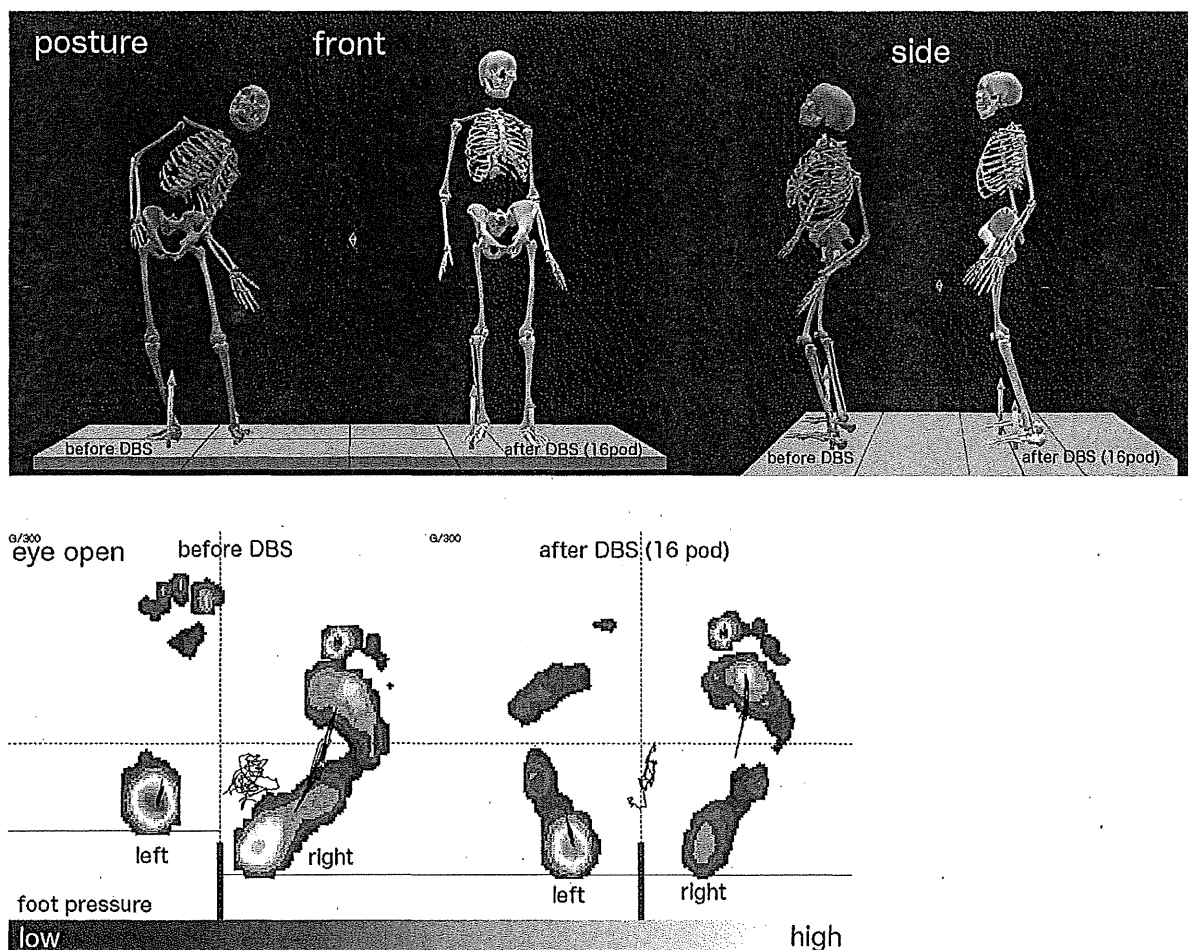 posture front side
before DBS after DBS (16pod) before DBS after DBS (16pod)
G/300 G/300
eye open before DBS after DBS (16 pod)
left right left right
foot pressure
low high